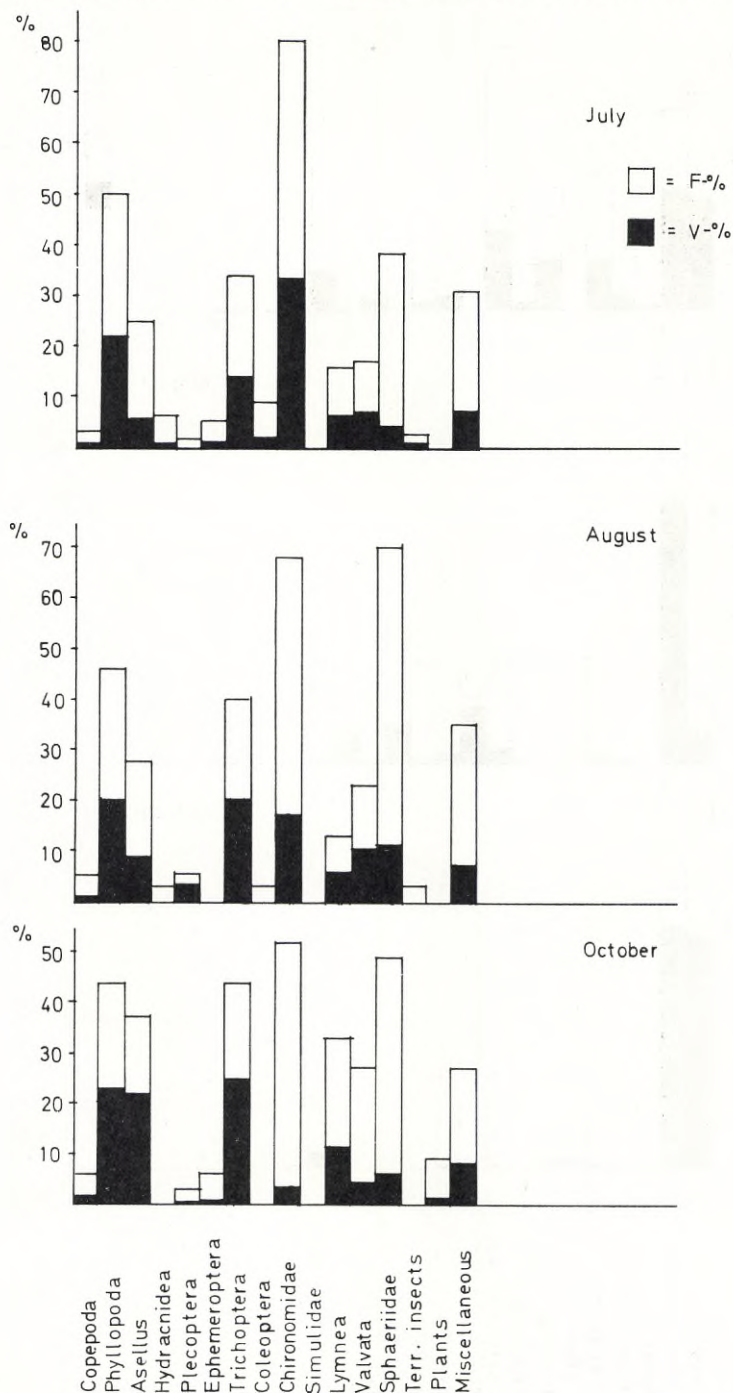 %
80
70
60
50
40
30
20
10
July
= F-%
= V-%
%
70
60
50
40
30
20
10
August
%
50
40
30
20
10
October
Copepoda
Phyllopoda
Asellus
Hydracnidea
Plecoptera
Ephemeroptera
Trichoptera
Coleoptera
Chironomidae
Simulidae
Lymnea
Valvata
Sphaeriidae
Terr. insects
Plants
Miscellaneous